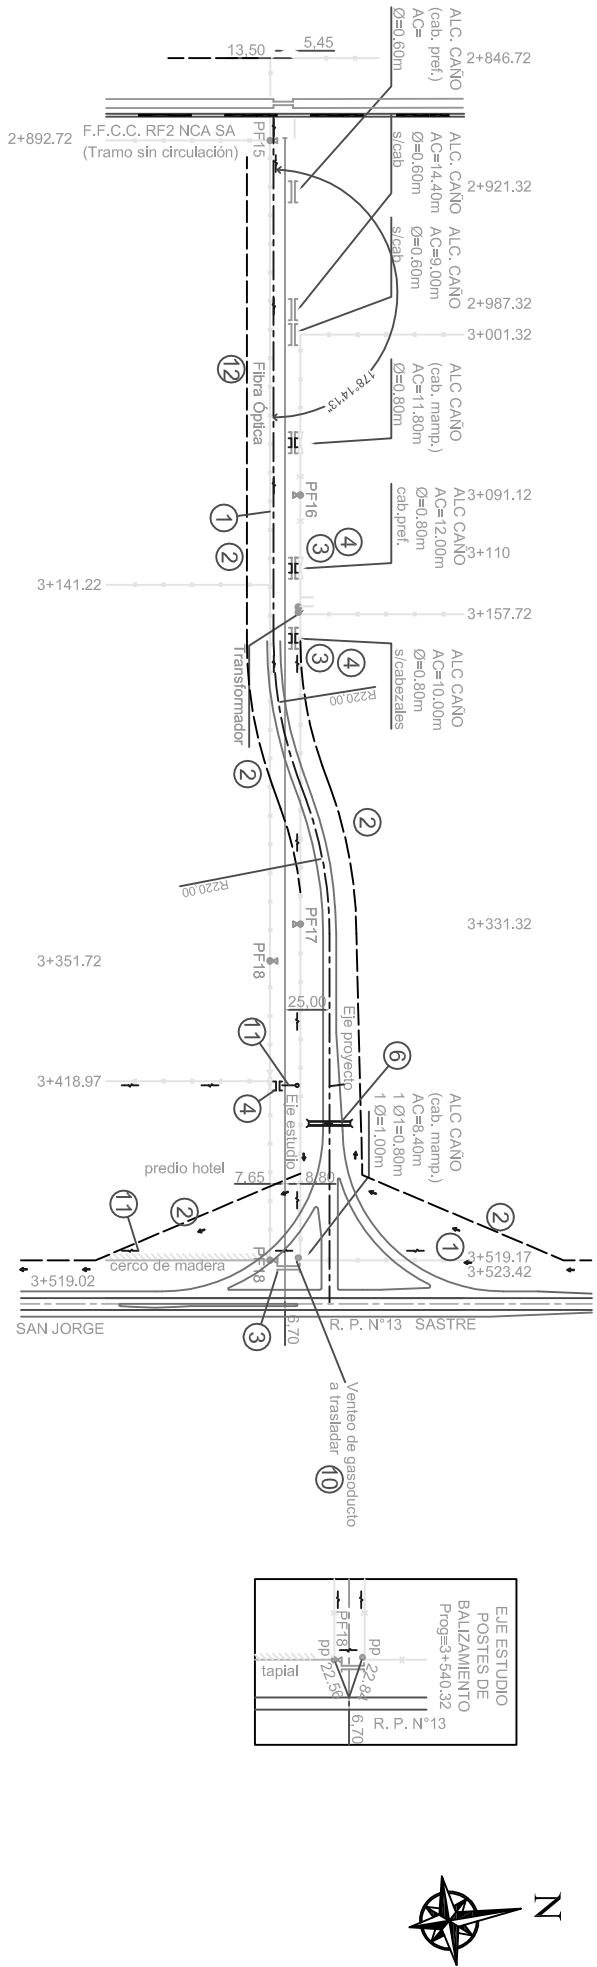 ALC. CAÑO
(cab. pref.)
AC=
Ø=0.60m
5,45
13,50
2+846.72
F.F.C.C. RF2 NCA SA
(Tramo sin circulación)
2+892.72
PF15
ALC. CAÑO
AC=14.40m
Ø=0.60m
s/cab
2+921.32
ALC. CAÑO
AC=9.00m
Ø=0.60m
s/cab
2+987.32
3+001.32
178°14'13"
12
Fibra Óptica
ALC CAÑO
(cab. mamp.)
AC=11.80m
Ø=0.80m
PF16
3+091.12
1
2
ALC CAÑO
AC=12.00m
Ø=0.80m
cab.pref.
3+110
3
4
3+141.22
3+157.72
Transformador
3
4
ALC CAÑO
AC=10.00m
Ø=0.80m
s/cabezales
R220,00
2
2
R220,00
PF17
3+331.32
3+351.72
PF18
25,00
Eje proyecto
11
6
3+418.97
4
Eje estudio
ALC CAÑO
(cab. mamp.)
AC=8.40m
1 Ø1=0.80m
1 Ø=1.00m
predio hotel
7,65
8,80
11
2
2
1
cerco de madera
3+519.02
PF18
3+519.17
3+523.42
3
6,70
SAN JORGE
R. P. N°13 SASTRE
Venteo de gasoducto
a trasladar
10
EJE ESTUDIO
POSTES DE
BALIZAMIENTO
Prog=3+540.32
PF18
pp
pp
22,84
22,56
tapial
R. P. N°13
6,70
N